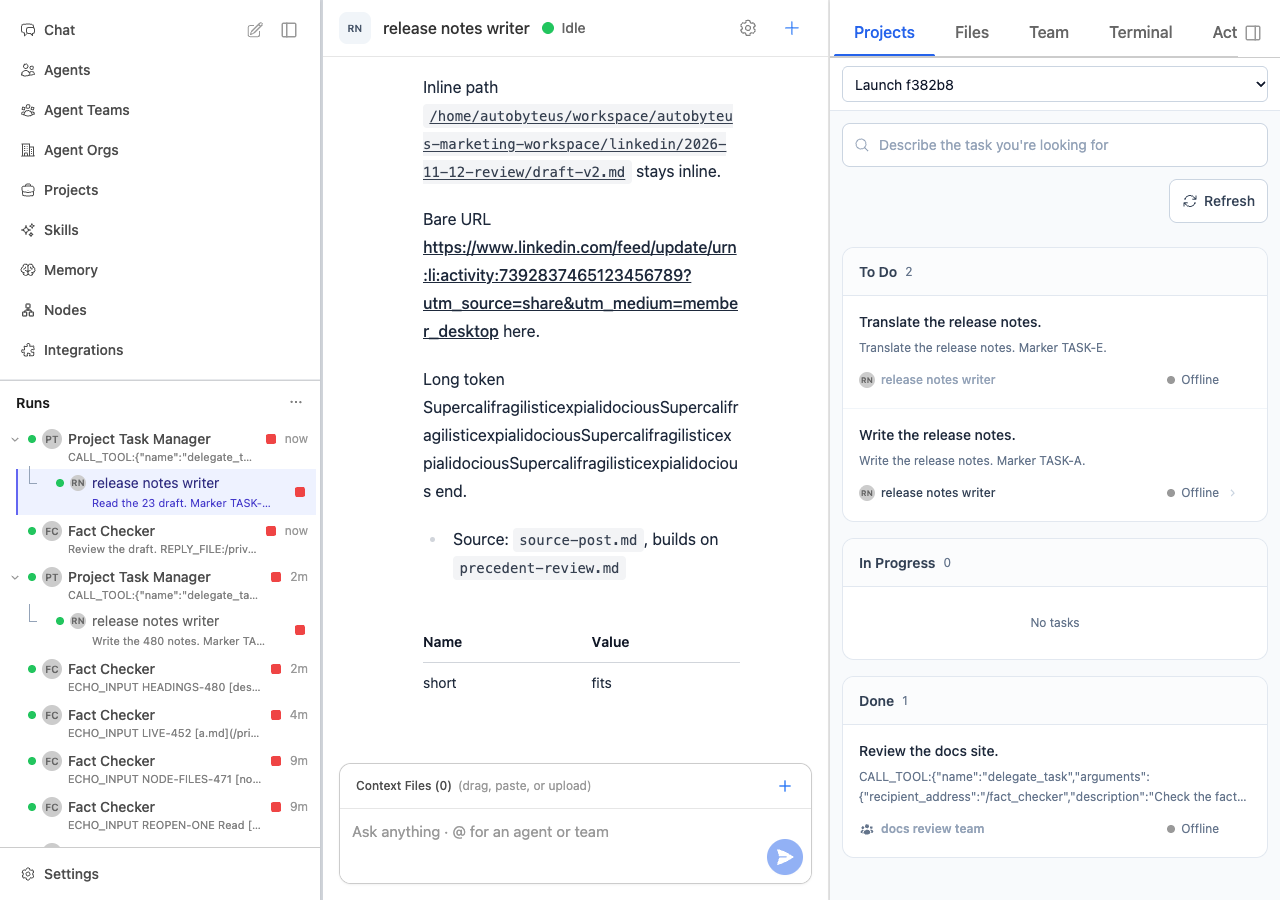 Chat
Agents
Agent Teams
Agent Orgs
Projects
Skills
Memory
Nodes
Integrations
Runs
...
PT Project Task Manager now
CALL_TOOL:{"name":"delegate_t...
RN release notes writer
Read the 23 draft. Marker TASK-...
FC Fact Checker now
Review the draft. REPLY_FILE:/priv...
PT Project Task Manager 2m
CALL_TOOL:{"name":"delegate_ta...
RN release notes writer
Write the 480 notes. Marker TA...
FC Fact Checker 2m
ECHO_INPUT HEADINGS-480 [des...
FC Fact Checker 4m
ECHO_INPUT LIVE-452 [a.md](/pri...
FC Fact Checker 9m
ECHO_INPUT NODE-FILES-471 [no...
FC Fact Checker 9m
ECHO_INPUT REOPEN-ONE Read [...
Settings
RN release notes writer Idle
Inline path
/home/autobyteus/workspace/autobyteu
s-marketing-workspace/linkedin/2026-
11-12-review/draft-v2.md stays inline.
Bare URL
https://www.linkedin.com/feed/update/urn
:li:activity:7392837465123456789?
utm_source=share&utm_medium=membe
r_desktop here.
Long token
SupercalifragilisticexpialidociousSupercalifr
agilisticexpialidociousSupercalifragilisticex
pialidociousSupercalifragilisticexpialidociou
s end.
Source: source-post.md , builds on
precedent-review.md
Name Value
short fits
Context Files (0) (drag, paste, or upload)
Ask anything · @ for an agent or team
Projects Files Team Terminal Act
Launch f382b8
Describe the task you're looking for
Refresh
To Do 2
Translate the release notes.
Translate the release notes. Marker TASK-E.
RN release notes writer Offline
Write the release notes.
Write the release notes. Marker TASK-A.
RN release notes writer Offline
In Progress 0
No tasks
Done 1
Review the docs site.
CALL_TOOL:{"name":"delegate_task","arguments":
{"recipient_address":"/fact_checker","description":"Check the fact...
docs review team Offline